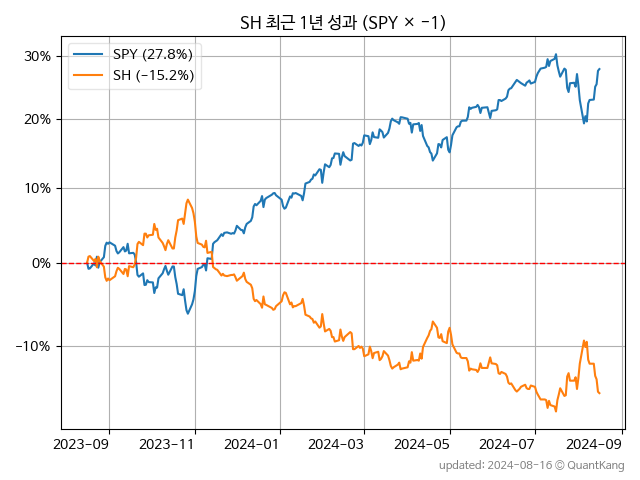 SH 최근 1년 성과 (SPY × −1)
SPY (27.8%)
SH (−15.2%)
30%
20%
10%
0%
−10%
2023-09 2023-11 2024-01 2024-03 2024-05 2024-07 2024-09
updated: 2024-08-16 © QuantKang